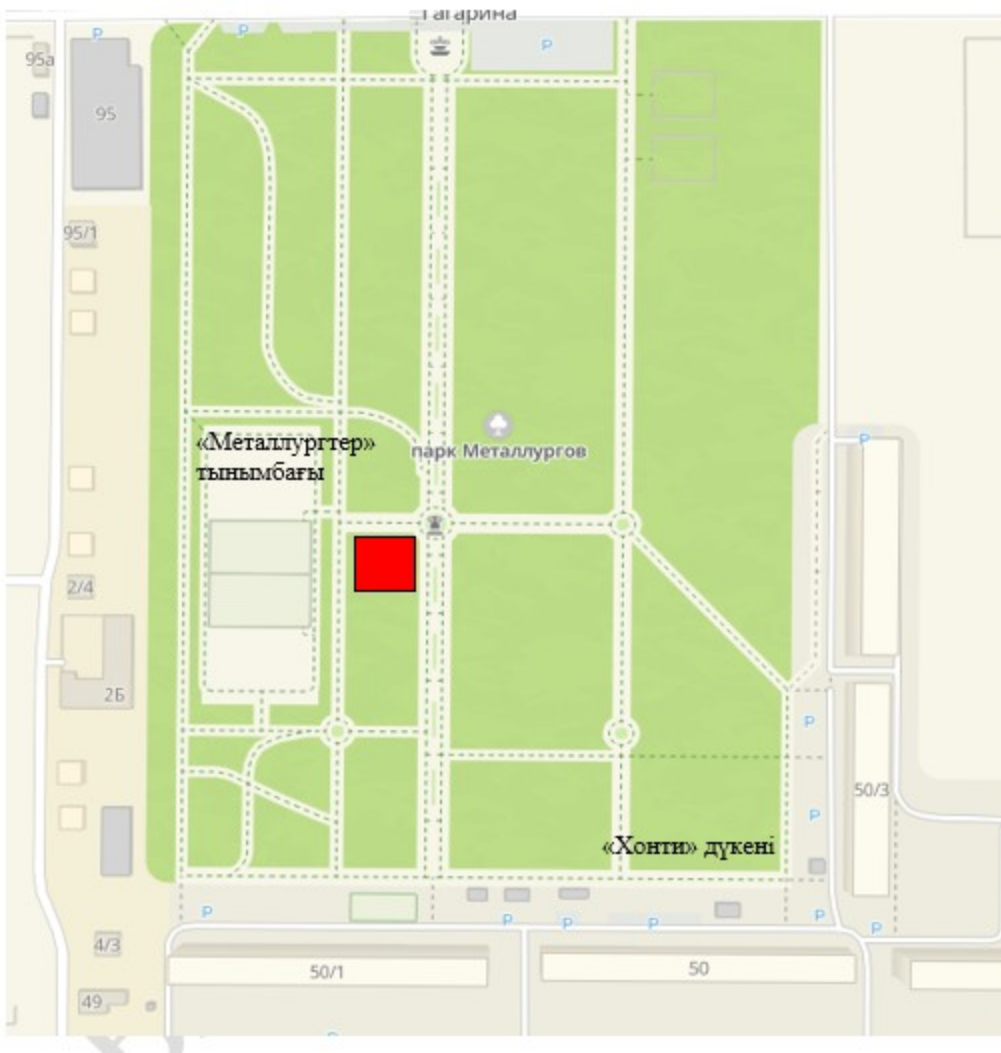 Гагарина
P
P
95а
95
95/1
«Металлургтер»
тынымбағы
парк Металлургов
P
2/4
2Б
P
50/3
P
«Хонти» дүкені
P
P
P
P
P
P
4/3
50/1
50
49